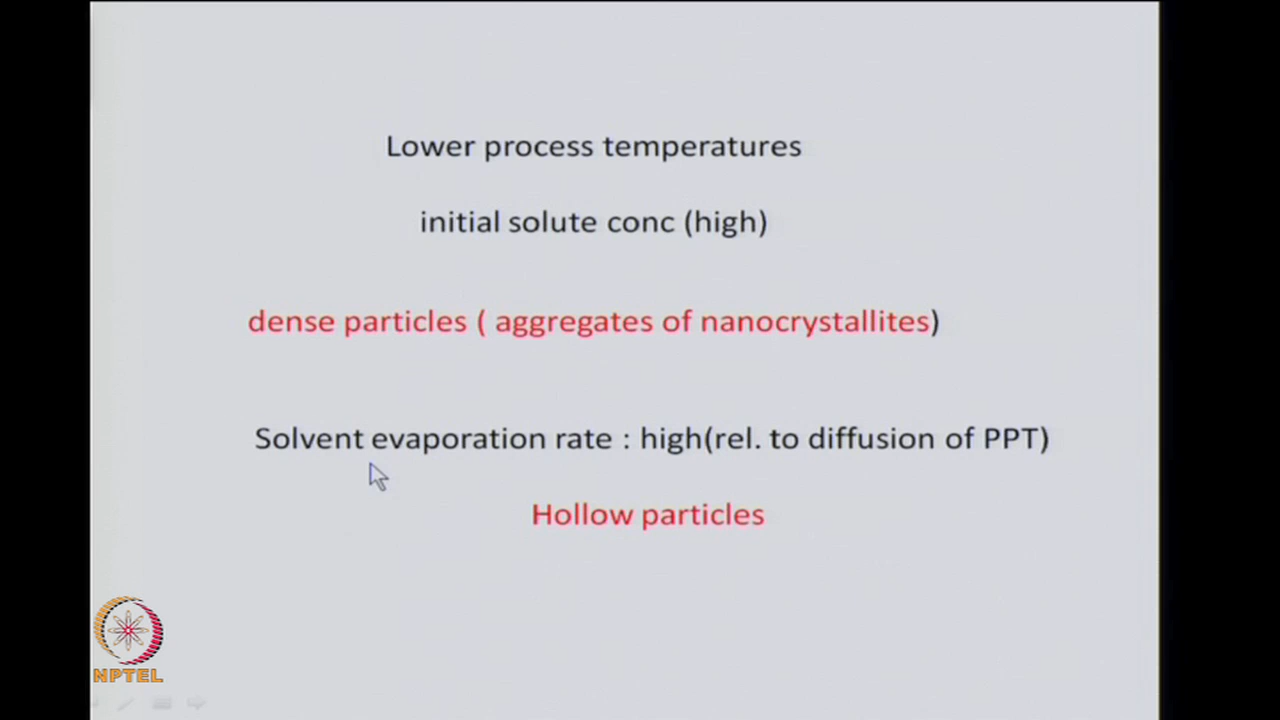 Lower process temperatures
initial solute conc (high)
dense particles ( aggregates of nanocrystallites)
Solvent evaporation rate : high(rel. to diffusion of PPT)
Hollow particles
NPTEL